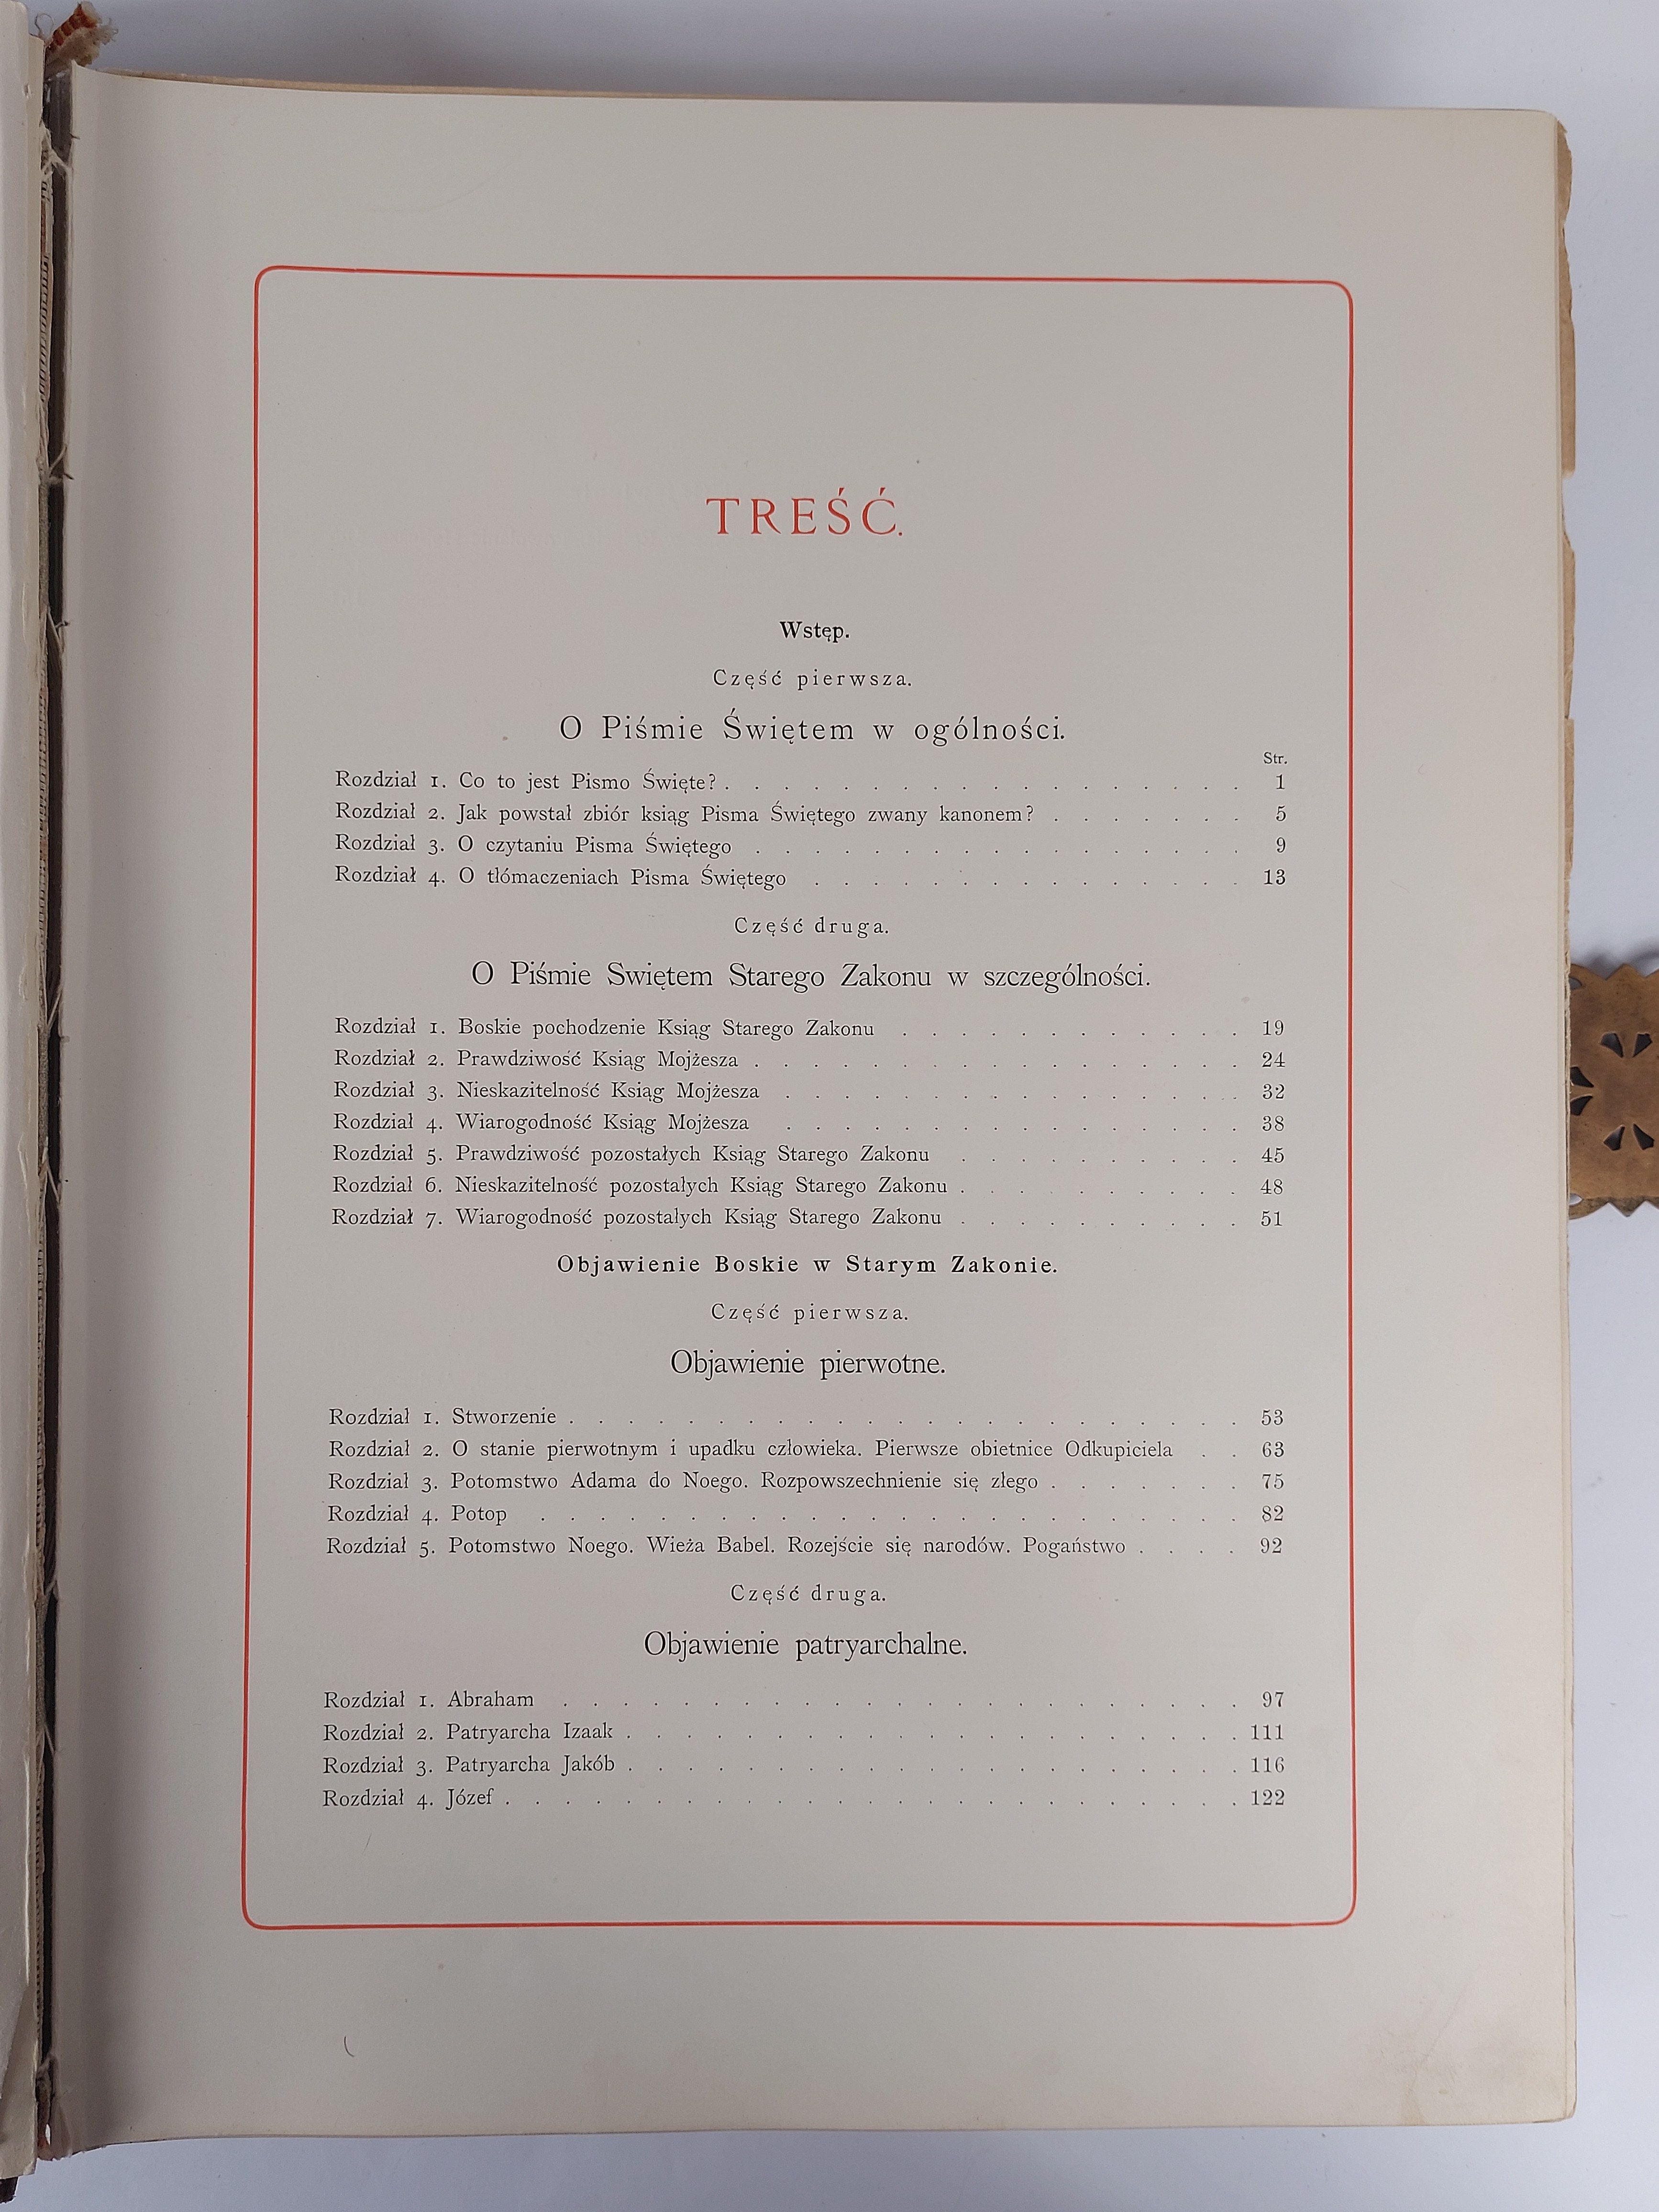 TREŚĆ.
Wstęp.
Część pierwsza.
O Piśmie Świętem w ogólności.
Str.
Rozdział 1. Co to jest Pismo Święte? . . . . . . . . . . . . . . . . . . 1
Rozdział 2. Jak powstał zbiór ksiąg Pisma Świętego zwany kanonem? . . . . . . . 5
Rozdział 3. O czytaniu Pisma Świętego . . . . . . . . . . . . . . . . . 9
Rozdział 4. O tłómaczeniach Pisma Świętego . . . . . . . . . . . . . . . 13
Część druga.
O Piśmie Swiętem Starego Zakonu w szczególności.
Rozdział 1. Boskie pochodzenie Ksiąg Starego Zakonu . . . . . . . . . . . . 19
Rozdział 2. Prawdziwość Ksiąg Mojżesza . . . . . . . . . . . . . . . . . 24
Rozdział 3. Nieskazitelność Ksiąg Mojżesza . . . . . . . . . . . . . . . . 32
Rozdział 4. Wiarogodność Ksiąg Mojżesza . . . . . . . . . . . . . . . . 38
Rozdział 5. Prawdziwość pozostałych Ksiąg Starego Zakonu . . . . . . . . . . 45
Rozdział 6. Nieskazitelność pozostałych Ksiąg Starego Zakonu . . . . . . . . . . 48
Rozdział 7. Wiarogodność pozostałych Ksiąg Starego Zakonu . . . . . . . . . . 51
Objawienie Boskie w Starym Zakonie.
Część pierwsza.
Objawienie pierwotne.
Rozdział 1. Stworzenie . . . . . . . . . . . . . . . . . . . . . . . 53
Rozdział 2. O stanie pierwotnym i upadku człowieka. Pierwsze obietnice Odkupiciela . . 63
Rozdział 3. Potomstwo Adama do Noego. Rozpowszechnienie się złego . . . . . . . 75
Rozdział 4. Potop . . . . . . . . . . . . . . . . . . . . . . . . 82
Rozdział 5. Potomstwo Noego. Wieża Babel. Rozejście się narodów. Pogaństwo . . . . 92
Część druga.
Objawienie patryarchalne.
Rozdział 1. Abraham . . . . . . . . . . . . . . . . . . . . . . . 97
Rozdział 2. Patryarcha Izaak . . . . . . . . . . . . . . . . . . . . . 111
Rozdział 3. Patryarcha Jakób . . . . . . . . . . . . . . . . . . . . . 116
Rozdział 4. Józef . . . . . . . . . . . . . . . . . . . . . . . . . 122